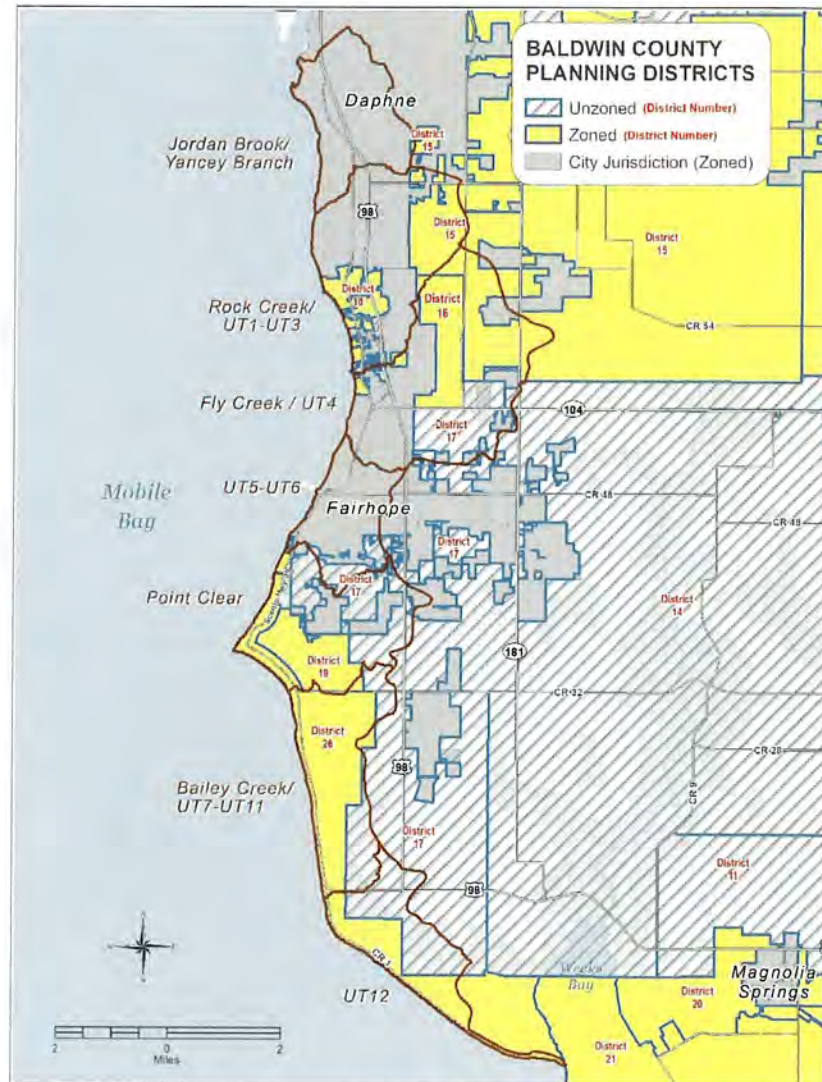 BALDWIN COUNTY
PLANNING DISTRICTS
Unzoned (District Number)
Zoned (District Number)
City Jurisdiction (Zoned)
Daphne
Jordan Brook/
Yancey Branch
District
15
98
District
15
District
15
District
10
District
16
Rock Creek/
UT1-UT3
CR 54
Fly Creek / UT4
104
District
17
Mobile
Bay
UT5-UT6
CR 48
Fairhope
CR 48
District
17
Point Clear
District
17
District
14
181
District
19
CR 32
District
26
98
CR 28
Bailey Creek/
UT7-UT11
CR 9
District
17
District
11
98
CR 1
Weeks
Bay
Magnolia
Springs
UT12
District
20
2 0 2
Miles
District
21